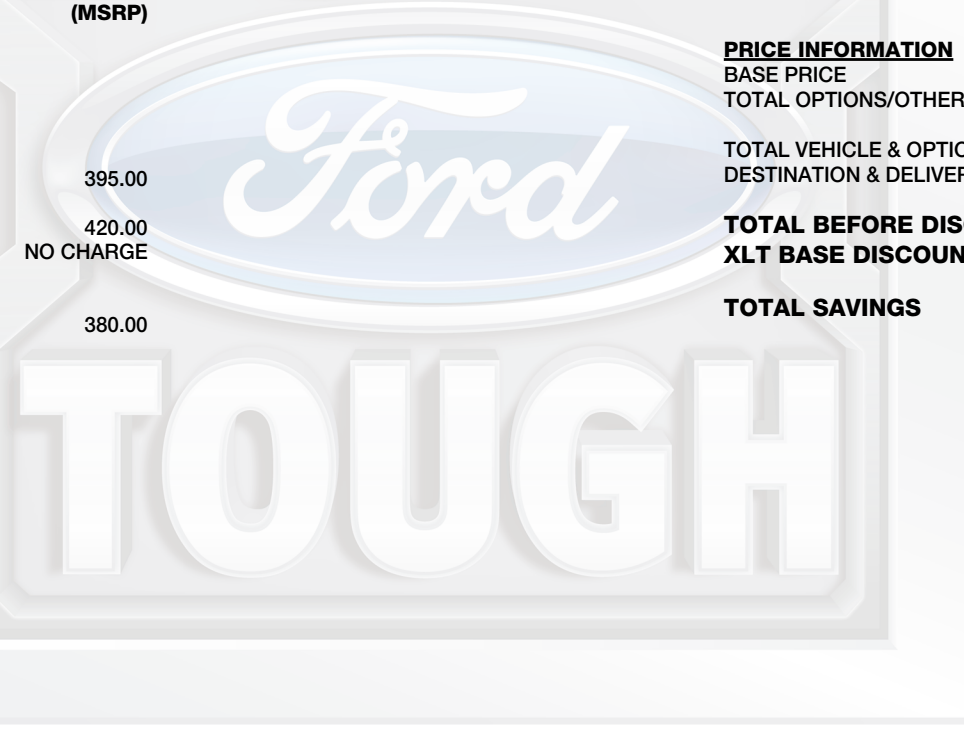 (MSRP)
395.00
420.00
NO CHARGE
380.00
Ford
TOUGH
PRICE INFORMATION
BASE PRICE
TOTAL OPTIONS/OTHER
TOTAL VEHICLE & OPTIO
DESTINATION & DELIVER
TOTAL BEFORE DIS
XLT BASE DISCOUN
TOTAL SAVINGS